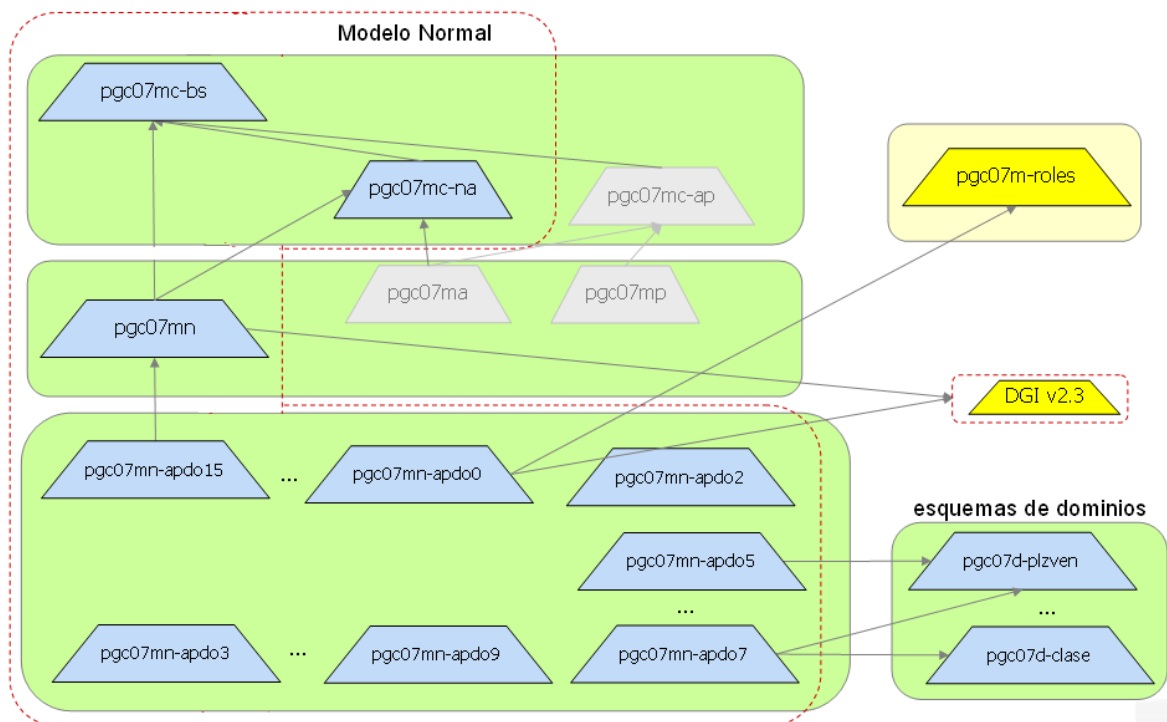 Modelo Normal
pgc07mc-bs
pgc07mc-na
pgc07mc-ap
pgc07m-roles
pgc07ma
pgc07mp
pgc07mn
DGI v2.3
pgc07mn-apdo15
...
pgc07mn-apdo0
pgc07mn-apdo2
esquemas de dominios
pgc07mn-apdo5
pgc07d-plzven
...
...
pgc07mn-apdo3
...
pgc07mn-apdo9
pgc07mn-apdo7
pgc07d-clase